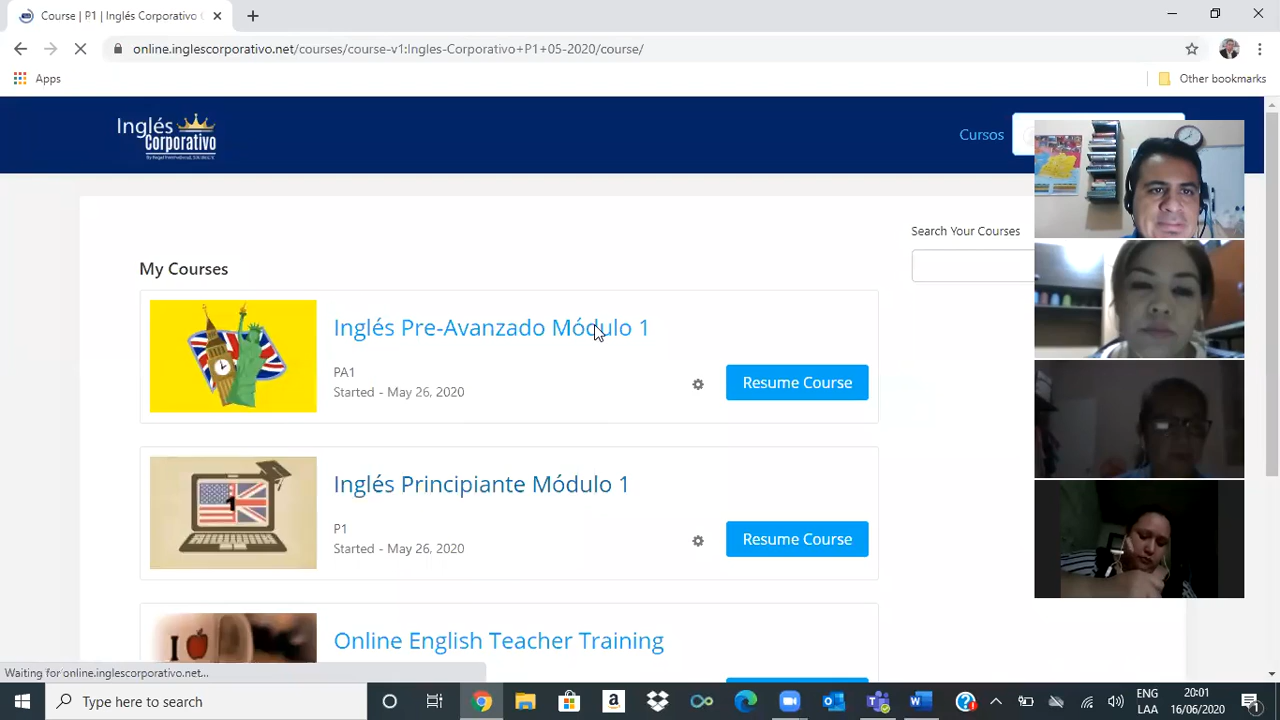 Course | P1 | Inglés Corporativo
online.inglescorporativo.net/courses/course-v1:Ingles-Corporativo+P1+05-2020/course/
Apps
Other bookmarks
Inglés
Corporativo
Cursos
Search Your Courses
My Courses
Inglés Pre-Avanzado Módulo 1
PA1
Started - May 26, 2020
Resume Course
1
Inglés Principiante Módulo 1
P1
Started - May 26, 2020
Resume Course
I
Online English Teacher Training
Waiting for online.inglescorporativo.net...
Type here to search
ENG
LAA
20:01
16/06/2020